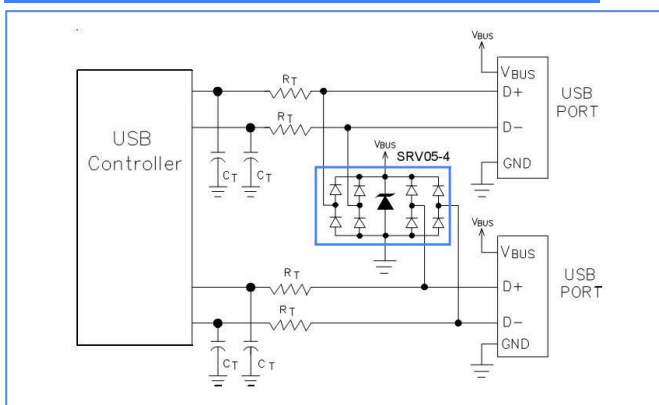 VBUS
VBUS
USB
PORT
D+
D-
GND
RT
RT
USB
Controller
CT
CT
VBUS
SRV05-4
VBUS
VBUS
USB
PORT
D+
D-
GND
RT
RT
CT
CT